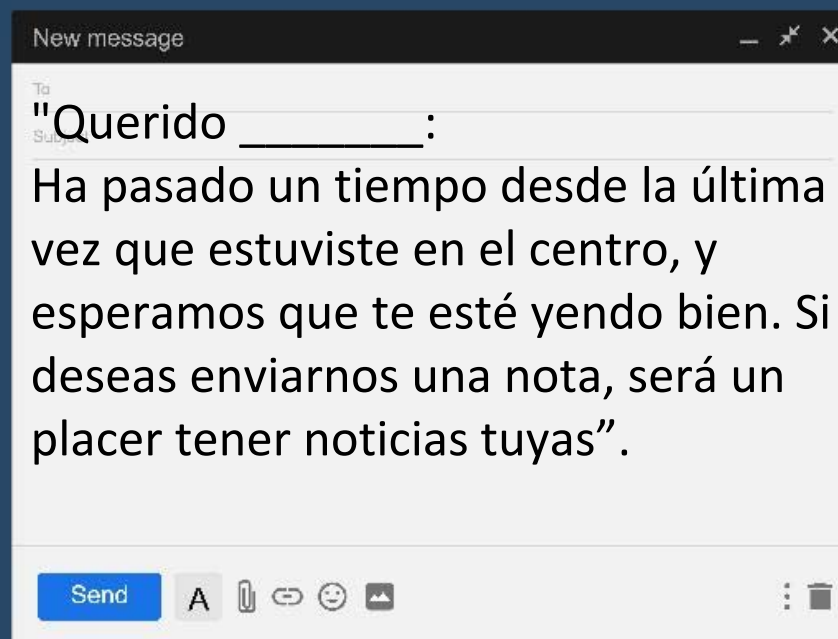 New message
To
Subject
"Querido _______:
Ha pasado un tiempo desde la última
vez que estuviste en el centro, y
esperamos que te esté yendo bien. Si
deseas enviarnos una nota, será un
placer tener noticias tuyas”.
Send
A